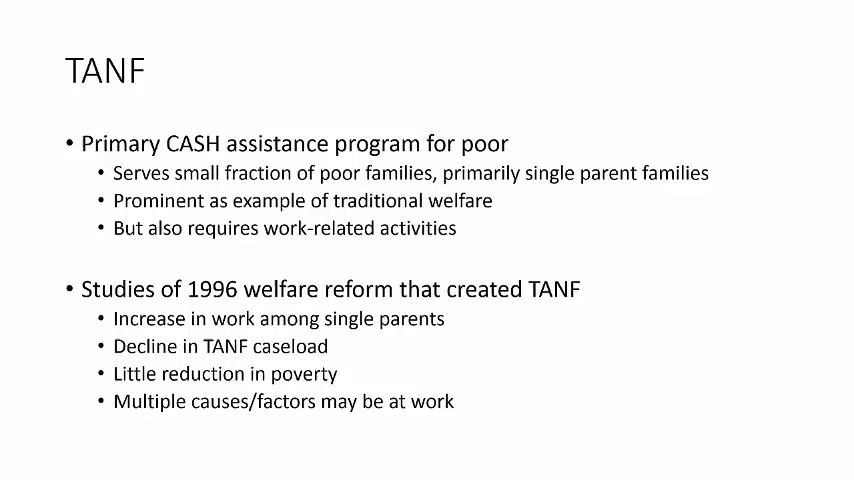 TANF
• Primary CASH assistance program for poor
• Serves small fraction of poor families, primarily single parent families
• Prominent as example of traditional welfare
• But also requires work-related activities
• Studies of 1996 welfare reform that created TANF
• Increase in work among single parents
• Decline in TANF caseload
• Little reduction in poverty
• Multiple causes/factors may be at work